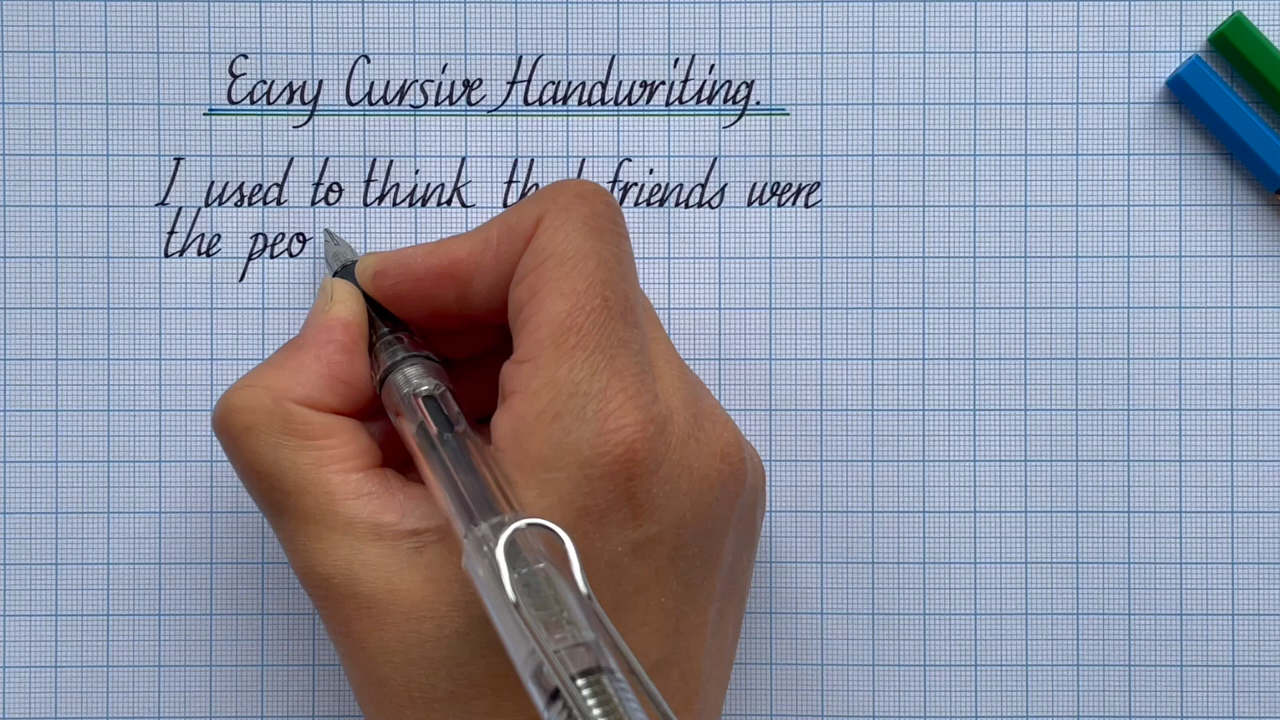 Easy Cursive Handwriting.
I used to think friends were
the peo